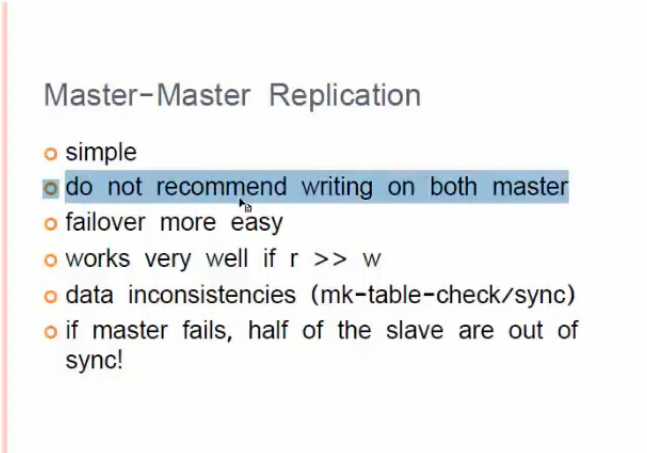 Master-Master Replication
simple
do not recommend writing on both master
failover more easy
works very well if r >> w
data inconsistencies (mk-table-check/sync)
if master fails, half of the slave are out of
sync!